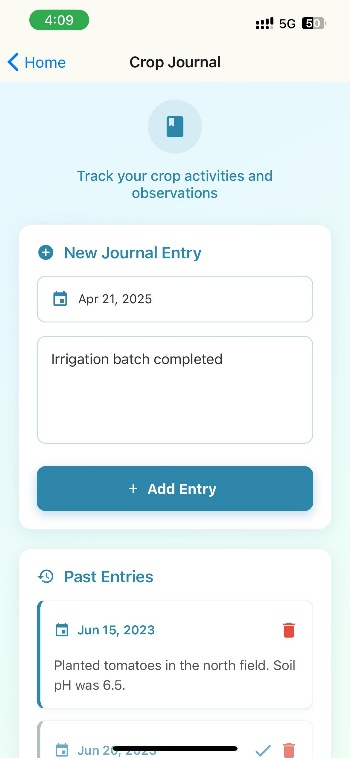 4:09
5G 50
Home
Crop Journal
Track your crop activities and
observations
New Journal Entry
Apr 21, 2025
Irrigation batch completed
+ Add Entry
Past Entries
Jun 15, 2023
Planted tomatoes in the north field. Soil
pH was 6.5.
Jun 20, 2023